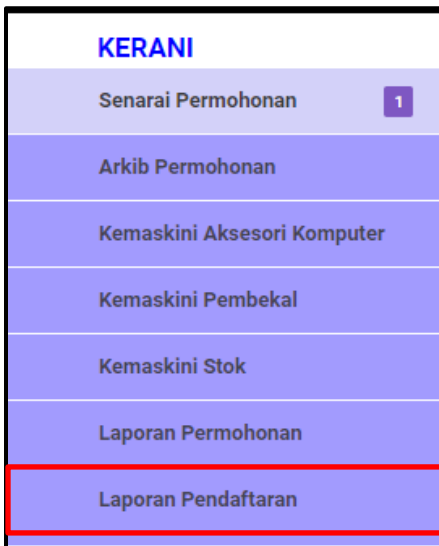 KERANI
Senarai Permohonan 1
Arkib Permohonan
Kemaskini Aksesori Komputer
Kemaskini Pembekal
Kemaskini Stok
Laporan Permohonan
Laporan Pendaftaran